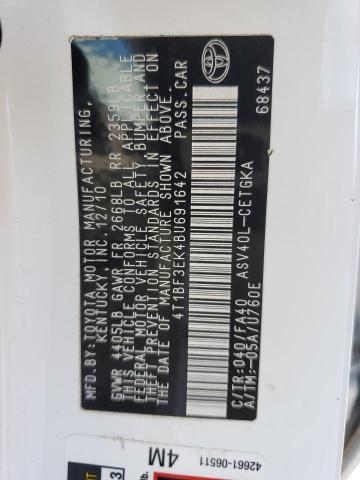 MFD.BY:TOYOTA MOTOR MANUFACTURING,
KENTUCKY, INC. 12/10
GVWR 4405LB GAWR FR 2668LB RR 2359LB
THIS VEHICLE CONFORMS TO ALL APPLICABLE
FEDERAL MOTOR VEHICLE SAFETY, BUMPER, AND
THEFT PREVENTION STANDARDS IN EFFECT ON
THE DATE OF MANUFACTURE SHOWN ABOVE.
4T1BF3EK4BU691642 PASS.CAR
C/TR:040/FA40 ASV40L-CETGKA
A/TM:-05A/U760E 68437
TOYOTA
4M
42661-06511